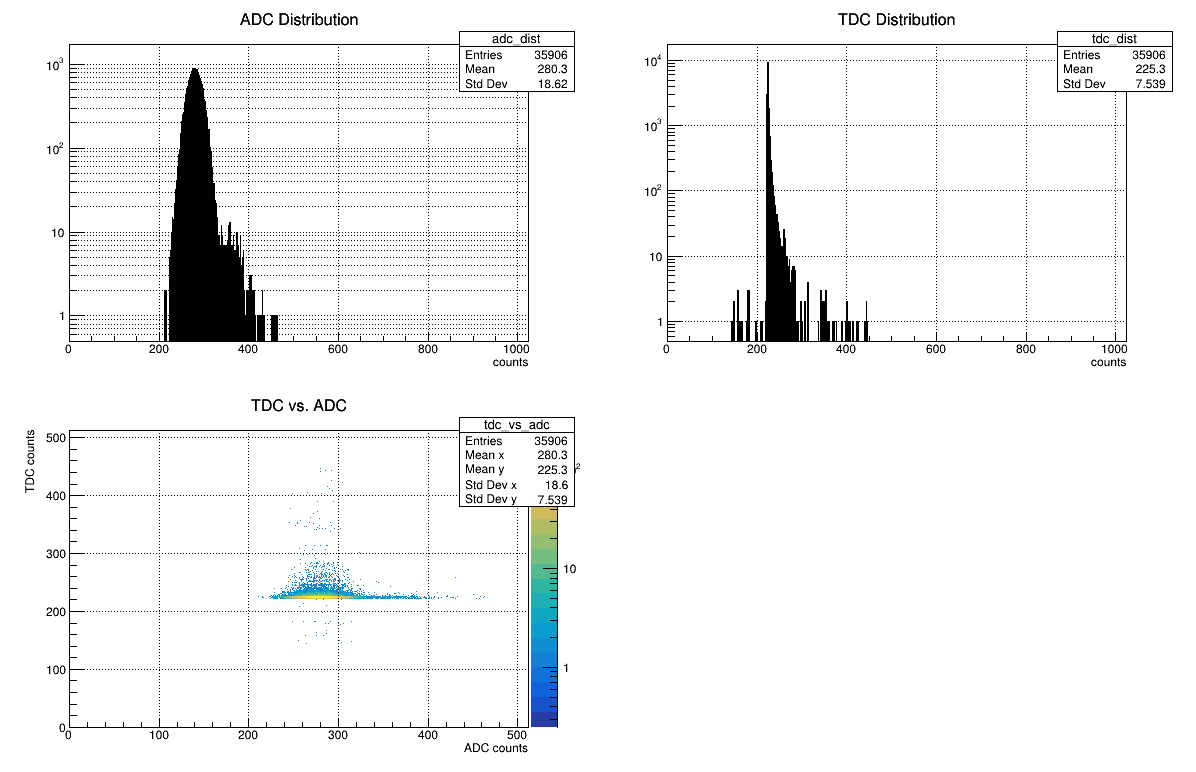 ADC Distribution
adc_dist
Entries 35906
Mean 280.3
Std Dev 18.62
10³
10²
10
1
0 200 400 600 800 1000
counts
TDC Distribution
tdc_dist
Entries 35906
Mean 225.3
Std Dev 7.539
10⁴
10³
10²
10
1
0 200 400 600 800 1000
counts
TDC vs. ADC
tdc_vs_adc
Entries 35906
Mean x 280.3
Mean y 225.3
Std Dev x 18.6
Std Dev y 7.539
TDC counts
500
400
300
200
100
0
0 100 200 300 400 500
ADC counts
2
10
1